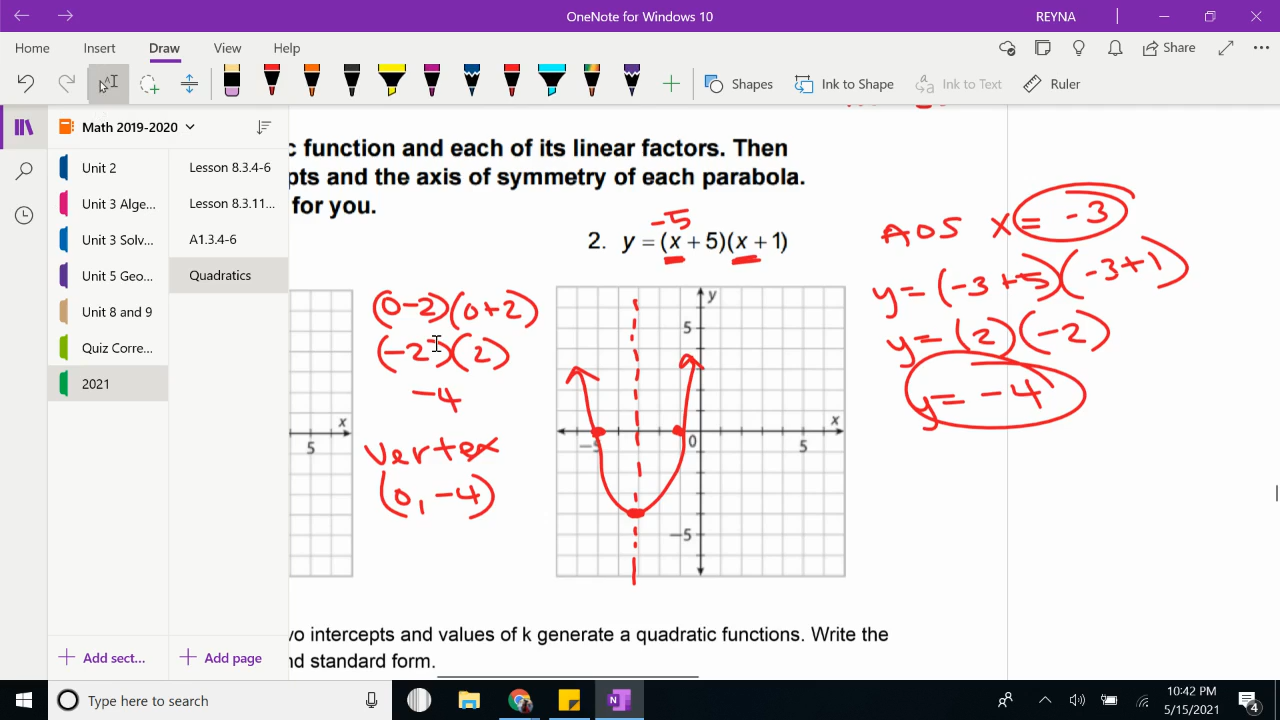 OneNote for Windows 10
REYNA
Home Insert Draw View Help
Share
Shapes Ink to Shape Ink to Text Ruler
Math 2019-2020
Unit 2
Unit 3 Alge...
Unit 3 Solv...
Unit 5 Geo...
Unit 8 and 9
Quiz Corre...
2021
Add sect...
Lesson 8.3.4-6
Lesson 8.3.11...
A1.3.4-6
Quadratics
Add page
c function and each of its linear factors. Then
pts and the axis of symmetry of each parabola.
for you.
-5
2. y = (x + 5)(x + 1)
x
5
(0-2)(0+2)
(-2)(2)
-4
vertex
(0, -4)
y
5
x
-5 0 5
-5
AOS x = -3
y = (-3+5)(-3+1)
y = (2)(-2)
y = -4
vo intercepts and values of k generate a quadratic functions. Write the
nd standard form.
Type here to search
10:42 PM
5/15/2021
4